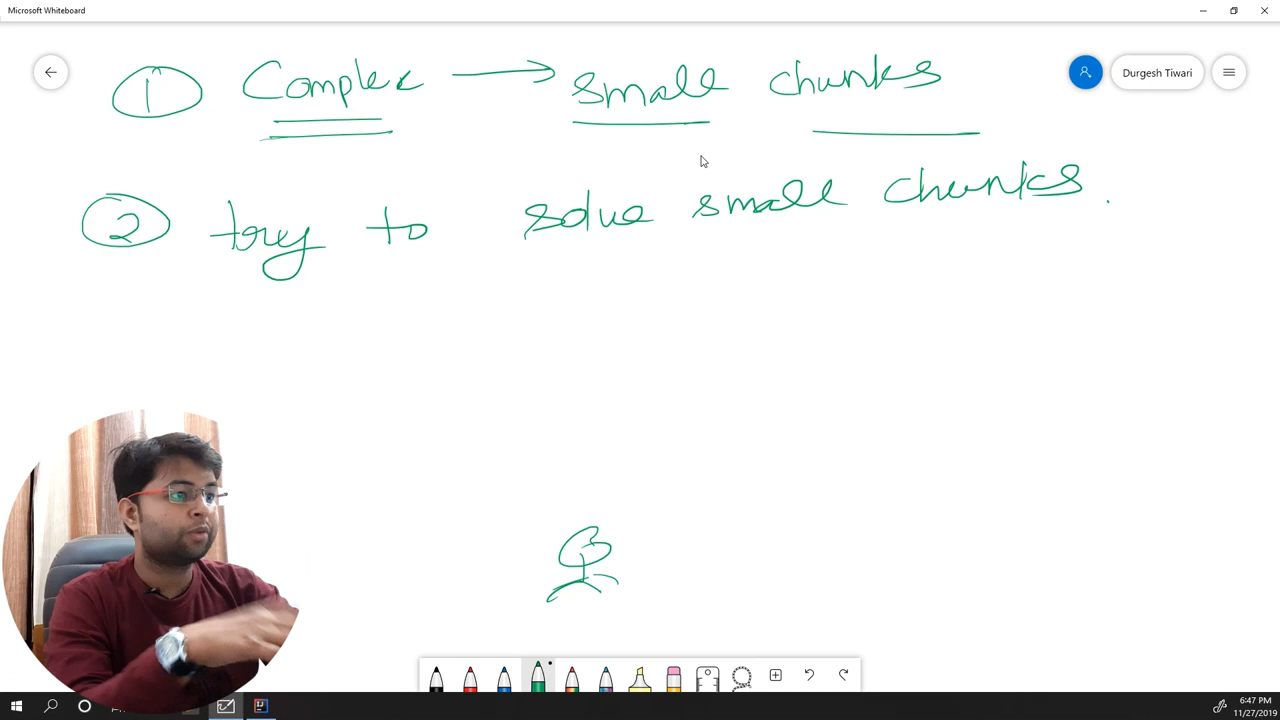 Microsoft Whiteboard
① Complex → small chunks
Durgesh Tiwari
② try to solve small chunks.
6:47 PM
11/27/2019